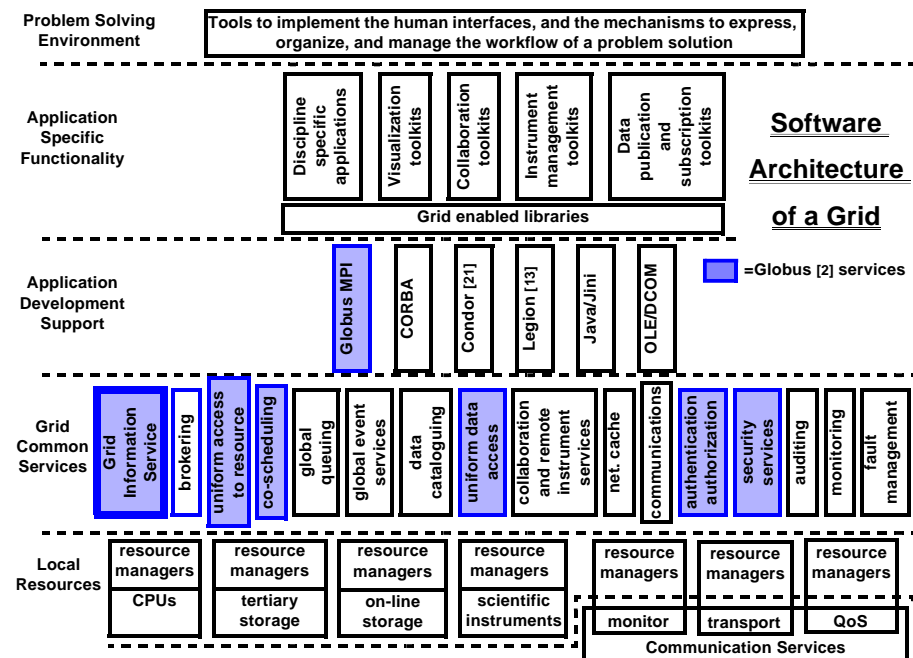 Problem Solving
Environment
Tools to implement the human interfaces, and the mechanisms to express,
organize, and manage the workflow of a problem solution
Application
Specific
Functionality
Discipline
specific
applications
Visualization
toolkits
Collaboration
toolkits
Instrument
management
toolkits
Data
publication
and
subscription
toolkits
Grid enabled libraries
Software
Architecture
of a Grid
=Globus [2] services
Application
Development
Support
Globus MPI
CORBA
Condor [21]
Legion [13]
Java/Jini
OLE/DCOM
Grid
Common
Services
Grid
Information
Service
brokering
uniform access
to resource
co-scheduling
global
queuing
global event
services
data
cataloguing
uniform data
access
collaboration
and remote
instrument
services
net. cache
communications
authentication
authorization
security
services
auditing
monitoring
fault
management
Local
Resources
resource
managers
CPUs
resource
managers
tertiary
storage
resource
managers
on-line
storage
resource
managers
scientific
instruments
resource
managers
monitor
resource
managers
transport
resource
managers
QoS
Communication Services